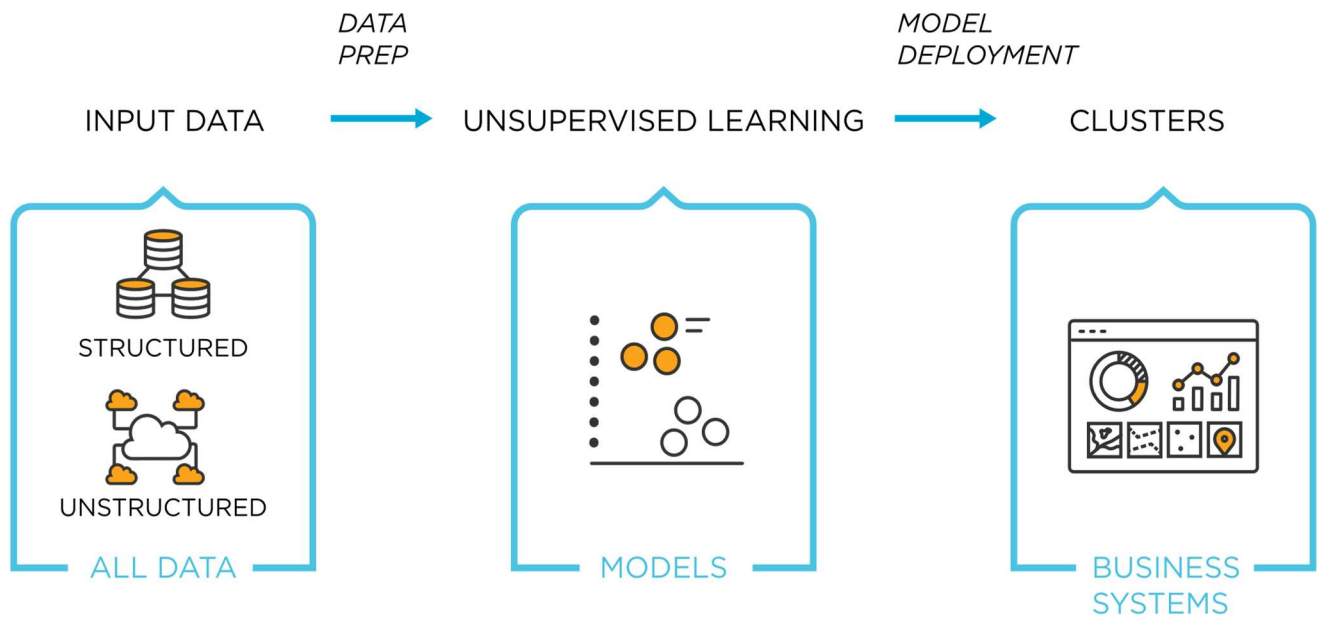 DATA
PREP
MODEL
DEPLOYMENT
INPUT DATA
UNSUPERVISED LEARNING
CLUSTERS
STRUCTURED
UNSTRUCTURED
ALL DATA
MODELS
BUSINESS
SYSTEMS